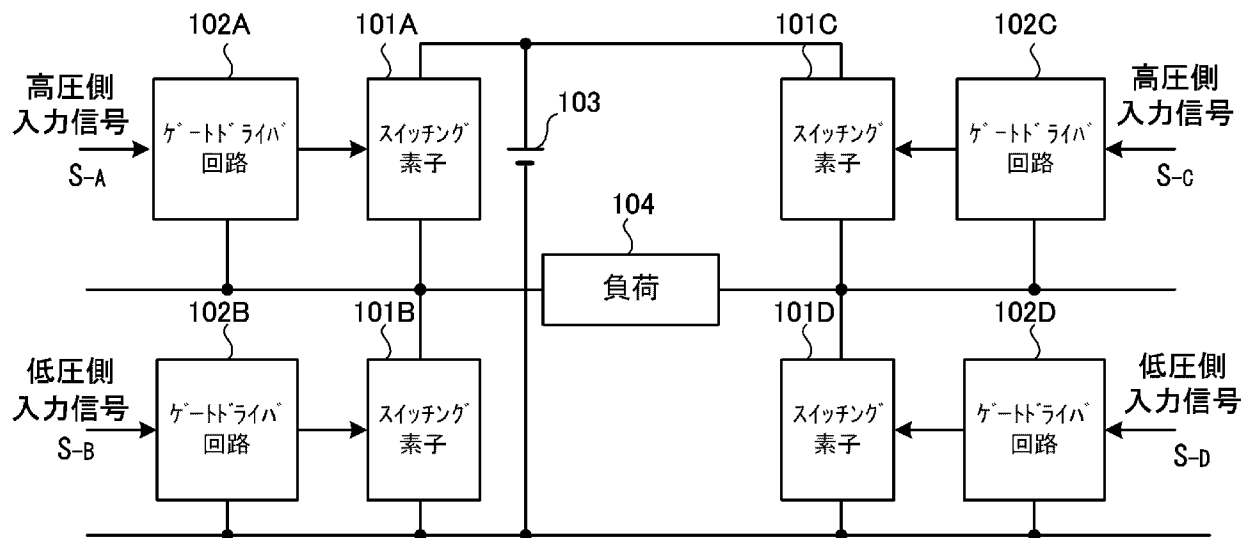 102A
101A
101C
102C
高圧側
入力信号
S-A
ｹﾞｰﾄﾄﾞﾗｲﾊﾞ
回路
ｽｲｯﾁﾝｸﾞ
素子
103
ｽｲｯﾁﾝｸﾞ
素子
ｹﾞｰﾄﾄﾞﾗｲﾊﾞ
回路
高圧側
入力信号
S-C
104
負荷
102B
101B
101D
102D
低圧側
入力信号
S-B
ｹﾞｰﾄﾄﾞﾗｲﾊﾞ
回路
ｽｲｯﾁﾝｸﾞ
素子
ｽｲｯﾁﾝｸﾞ
素子
ｹﾞｰﾄﾄﾞﾗｲﾊﾞ
回路
低圧側
入力信号
S-D